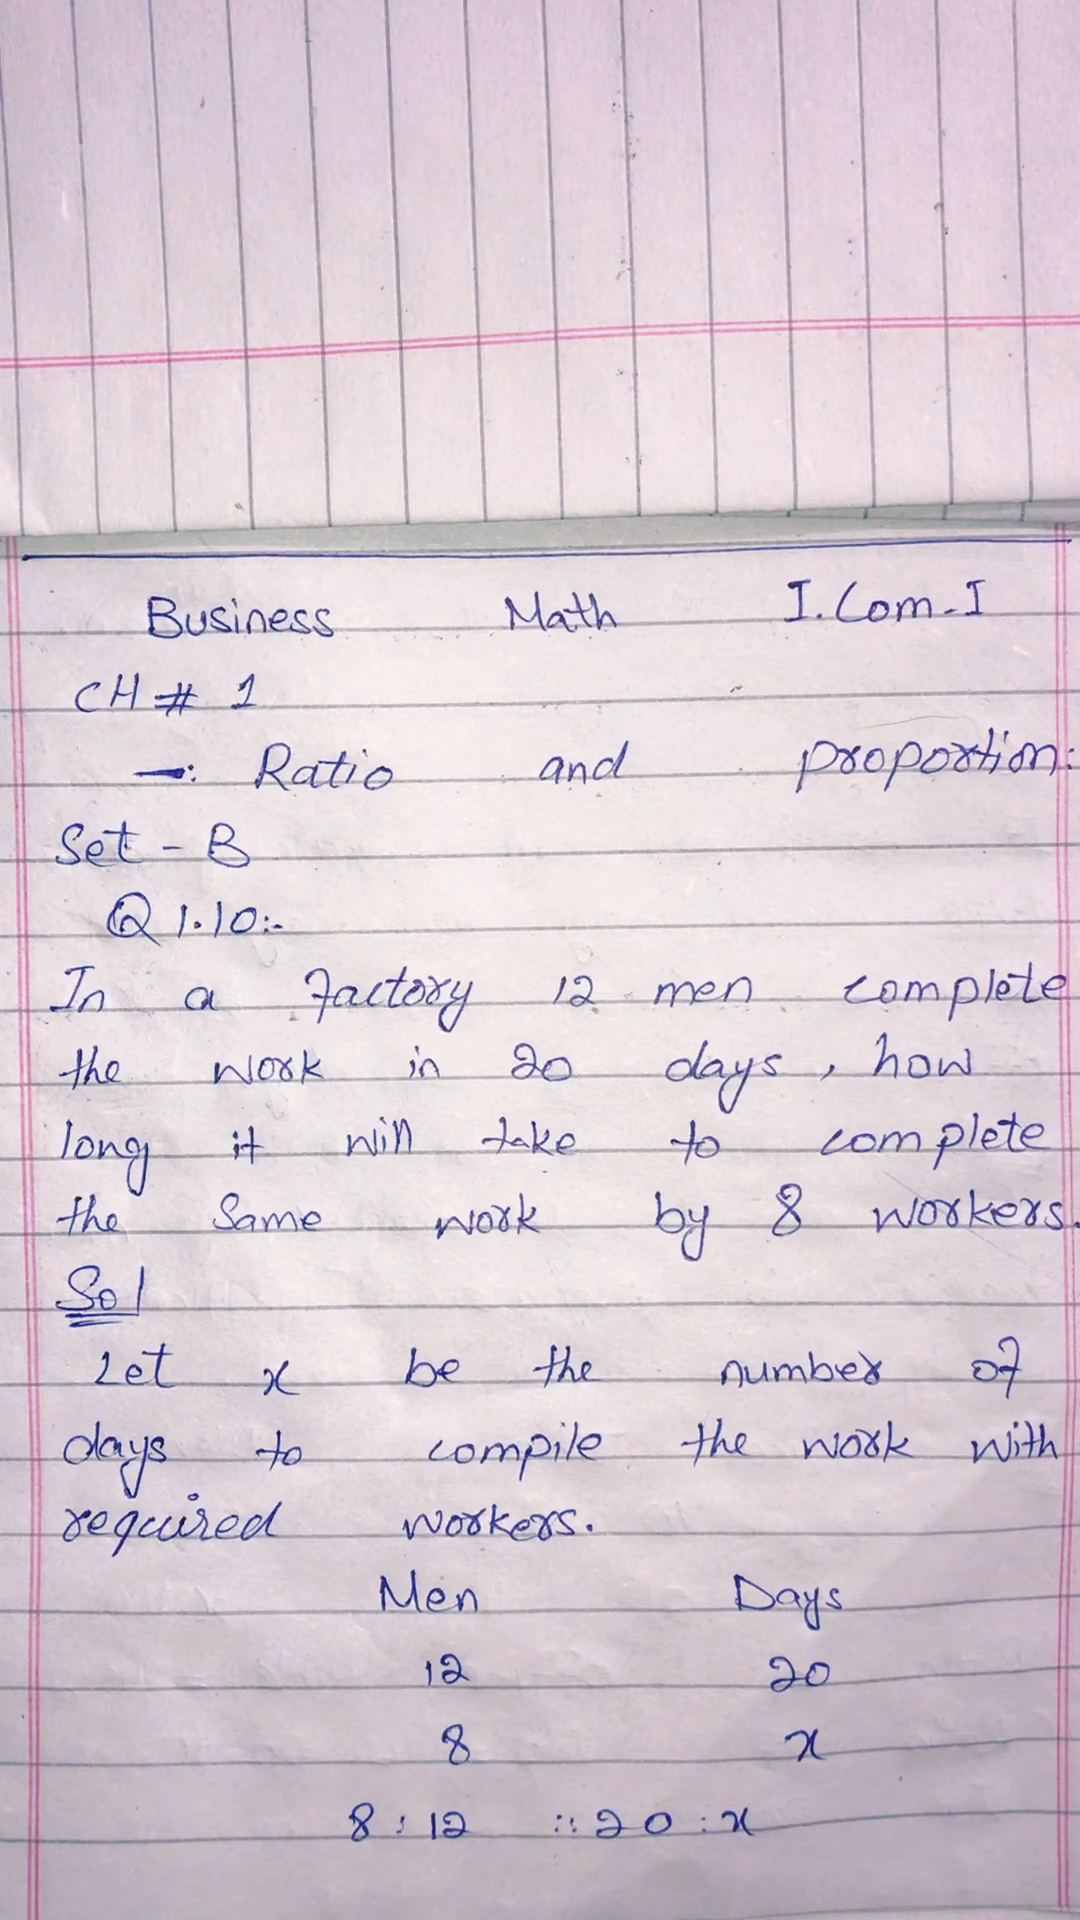 Business Math I.Com-I
CH # 1
—: Ratio and proportion:
Set - B
Q 1.10:-
In a factory 12 men complete
the work in 20 days, how
long it will take to complete
the same work by 8 workers.
Sol
Let x be the number of
days to compile the work with
required workers.
Men Days
12 20
8 x
8 : 12 :: 20 : x